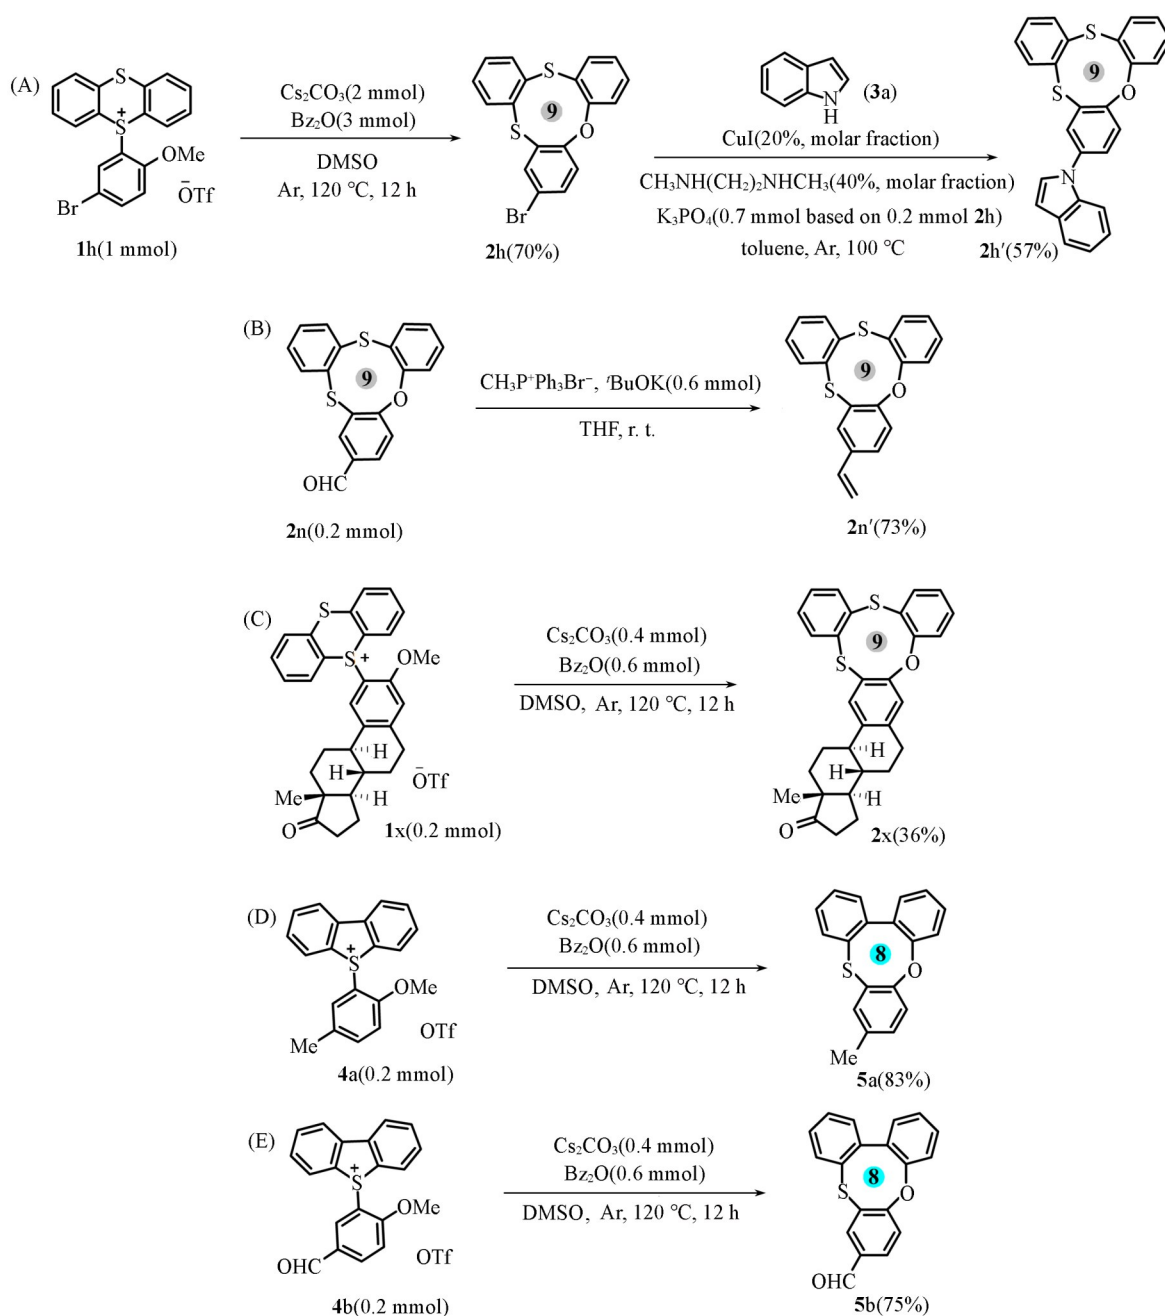 (A)
S
S
+
OMe
Br
ŌTf
1h(1 mmol)
Cs₂CO₃(2 mmol)
Bz₂O(3 mmol)
DMSO
Ar, 120 ℃, 12 h
S
9
S
O
Br
2h(70%)
N
H
(3a)
CuI(20%, molar fraction)
CH₃NH(CH₂)₂NHCH₃(40%, molar fraction)
K₃PO₄(0.7 mmol based on 0.2 mmol 2h)
toluene, Ar, 100 ℃
S
9
S
O
N
2h′(57%)
(B)
S
9
S
O
OHC
2n(0.2 mmol)
CH₃P⁺Ph₃Br⁻, ᵗBuOK(0.6 mmol)
THF, r. t.
S
9
S
O
2n′(73%)
(C)
S
S
+
OMe
H
H
H
Me
O
ŌTf
1x(0.2 mmol)
Cs₂CO₃(0.4 mmol)
Bz₂O(0.6 mmol)
DMSO, Ar, 120 ℃, 12 h
S
9
S
O
H
H
H
Me
O
2x(36%)
(D)
+
S
OMe
Me
OTf
4a(0.2 mmol)
Cs₂CO₃(0.4 mmol)
Bz₂O(0.6 mmol)
DMSO, Ar, 120 ℃, 12 h
8
S
O
Me
5a(83%)
(E)
+
S
OMe
OHC
OTf
4b(0.2 mmol)
Cs₂CO₃(0.4 mmol)
Bz₂O(0.6 mmol)
DMSO, Ar, 120 ℃, 12 h
8
S
O
OHC
5b(75%)